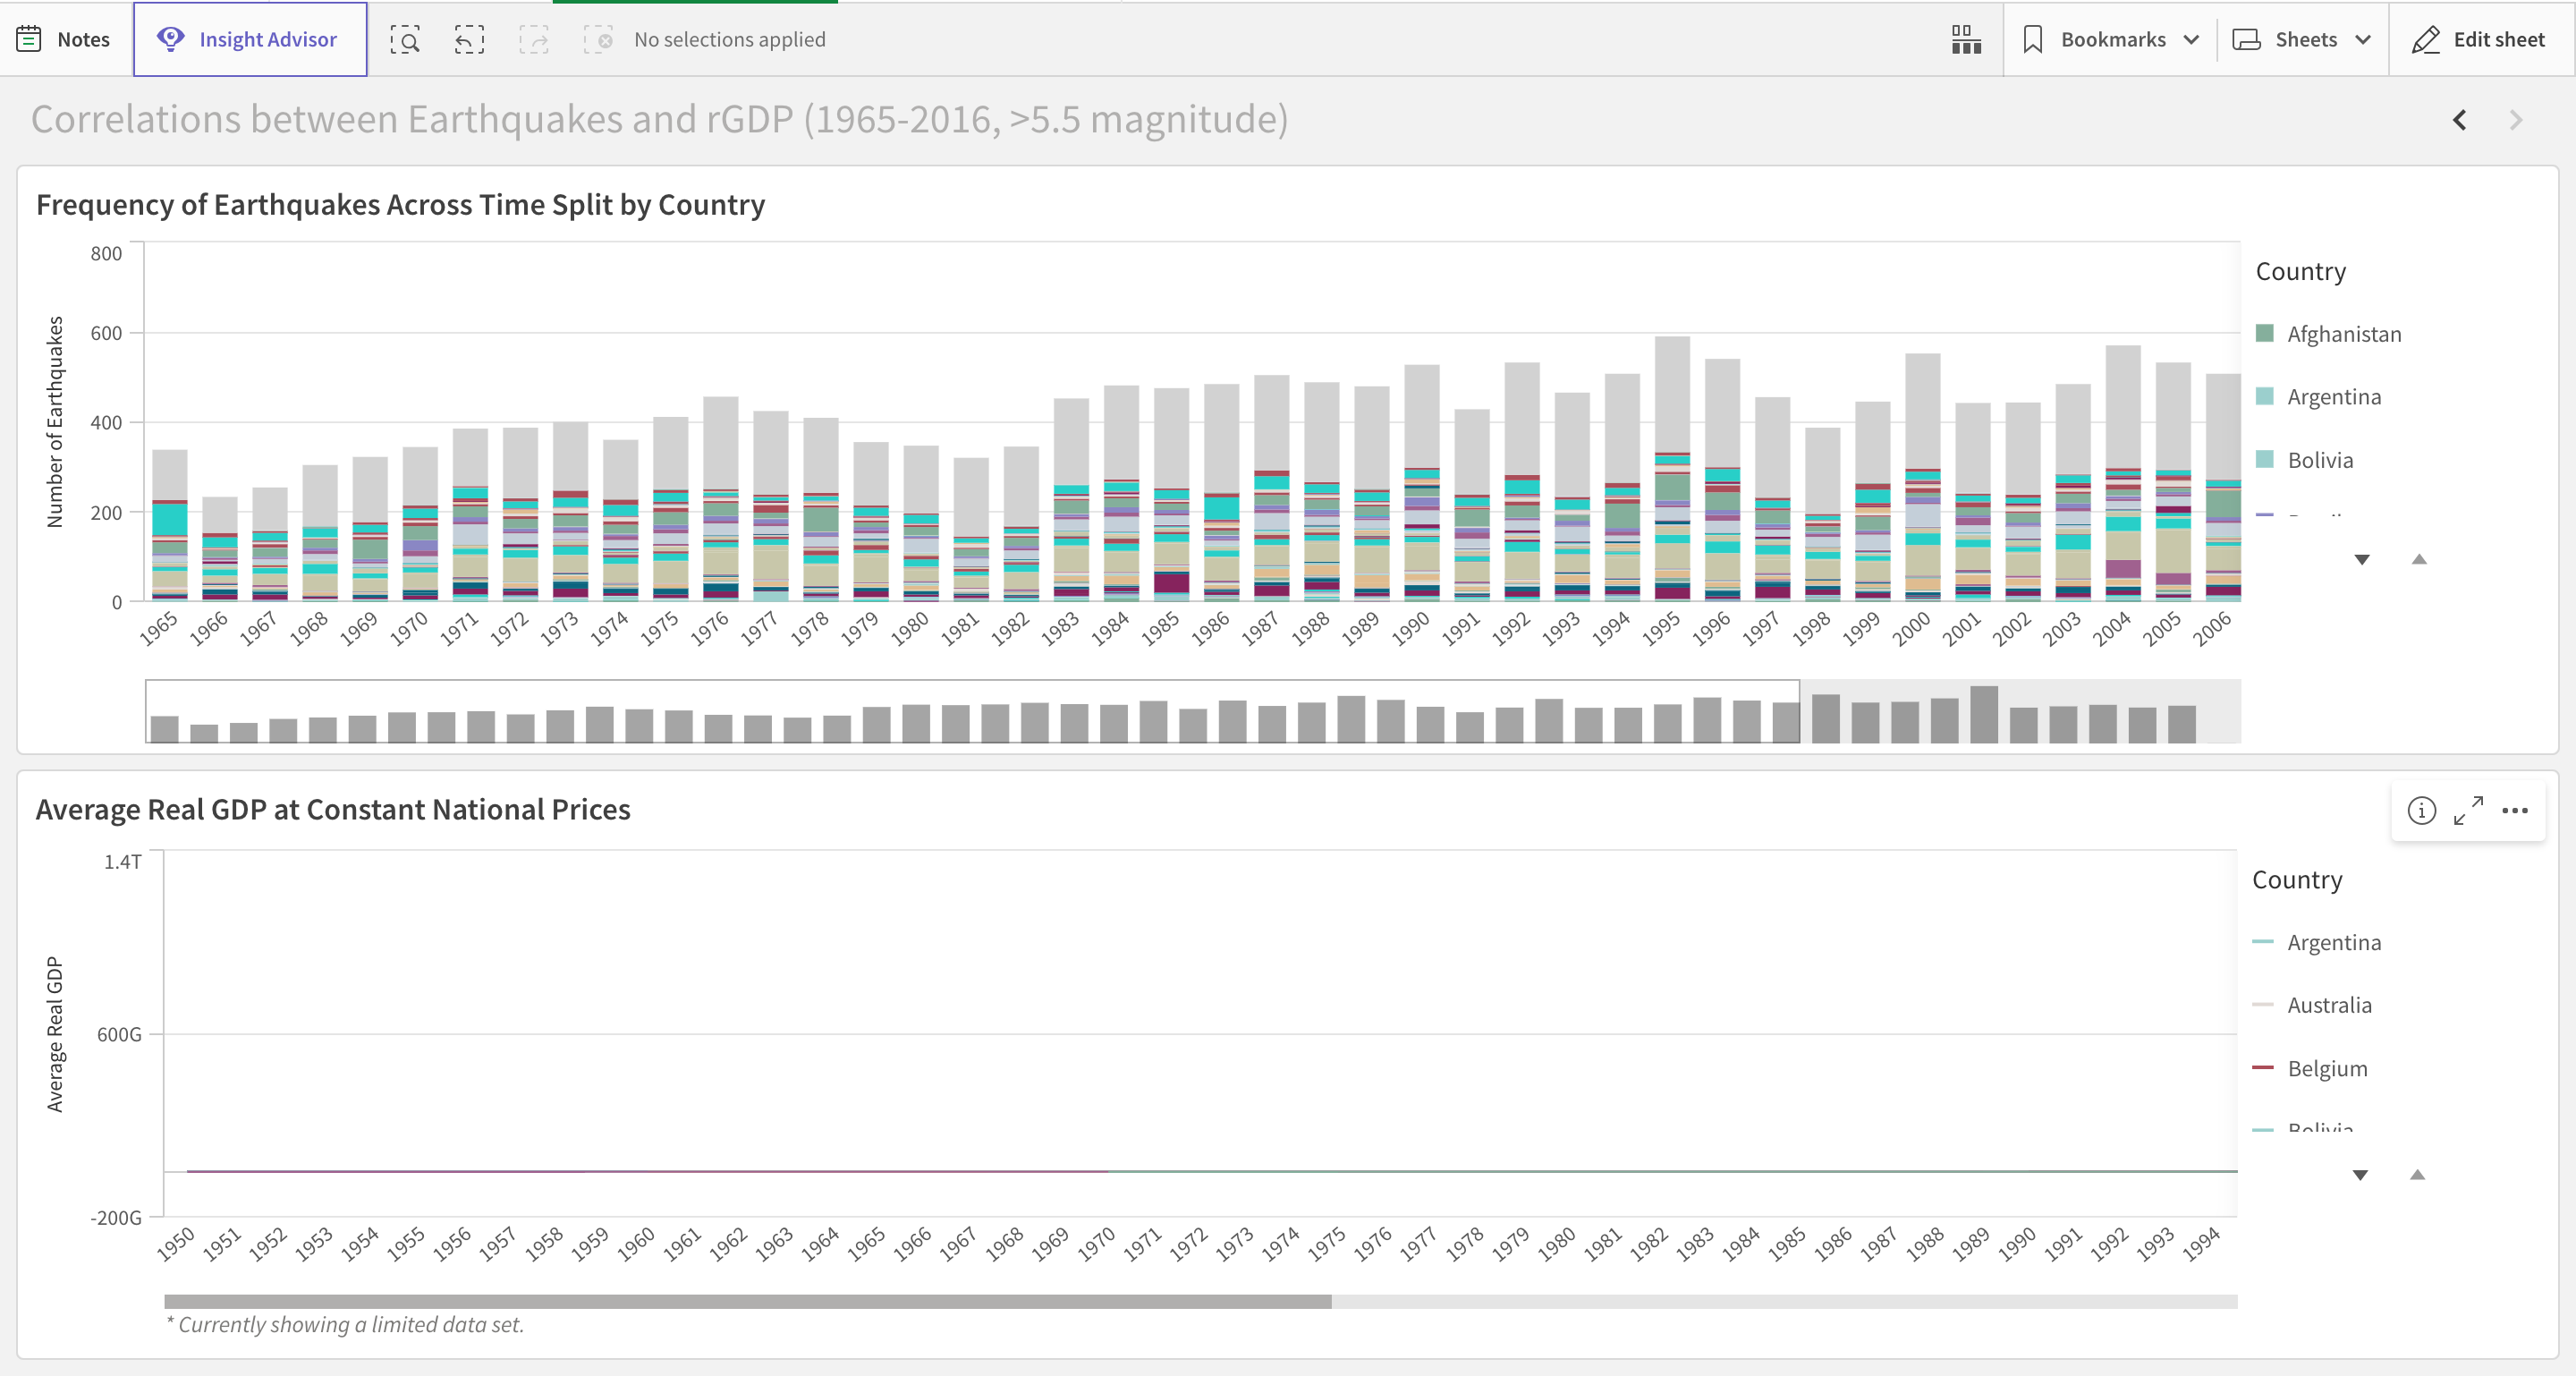 Notes
Insight Advisor
No selections applied
Bookmarks
Sheets
Edit sheet
Correlations between Earthquakes and rGDP (1965-2016, >5.5 magnitude)
Frequency of Earthquakes Across Time Split by Country
Number of Earthquakes
800
600
400
200
0
1965 1966 1967 1968 1969 1970 1971 1972 1973 1974 1975 1976 1977 1978 1979 1980 1981 1982 1983 1984 1985 1986 1987 1988 1989 1990 1991 1992 1993 1994 1995 1996 1997 1998 1999 2000 2001 2002 2003 2004 2005 2006
Country
Afghanistan
Argentina
Bolivia
Average Real GDP at Constant National Prices
Average Real GDP
1.4T
600G
-200G
1950 1951 1952 1953 1954 1955 1956 1957 1958 1959 1960 1961 1962 1963 1964 1965 1966 1967 1968 1969 1970 1971 1972 1973 1974 1975 1976 1977 1978 1979 1980 1981 1982 1983 1984 1985 1986 1987 1988 1989 1990 1991 1992 1993 1994
Country
Argentina
Australia
Belgium
Bolivia
* Currently showing a limited data set.